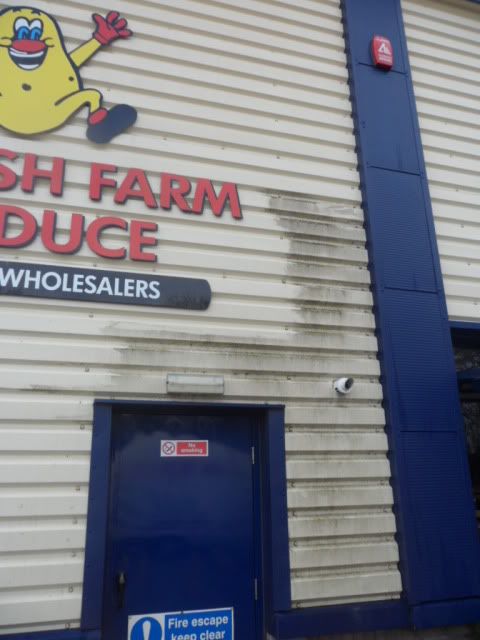 SH FARM
DUCE
WHOLESALERS
No
smoking
Fire escape
keep clear